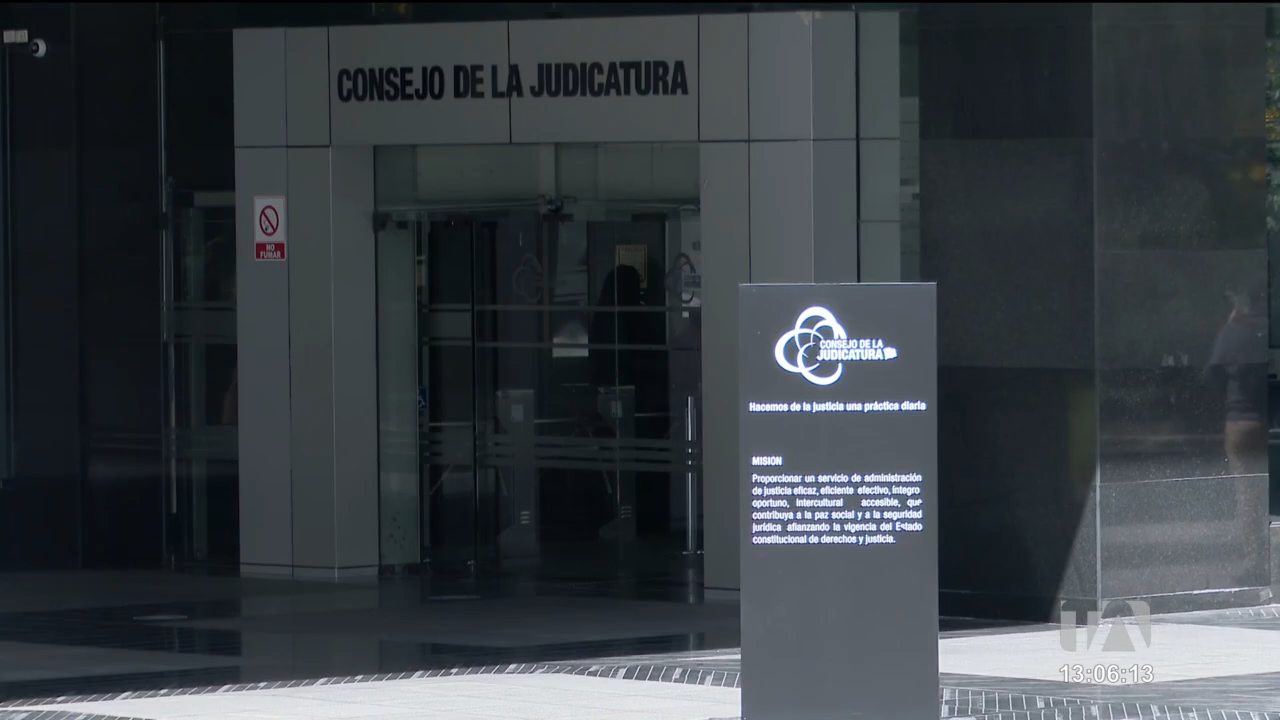 CONSEJO DE LA JUDICATURA
NO
FUMAR
CONSEJO DE LA
JUDICATURA
Hacemos de la justicia una práctica diaria
MISION
Proporcionar un servicio de administración
de justicia eficaz, eficiente efectivo, íntegro
oportuno, intercultural accesible, que
contribuya a la paz social y a la seguridad
jurídica afianzando la vigencia del Estado
constitucional de derechos y justicia.
TA
13:06:13